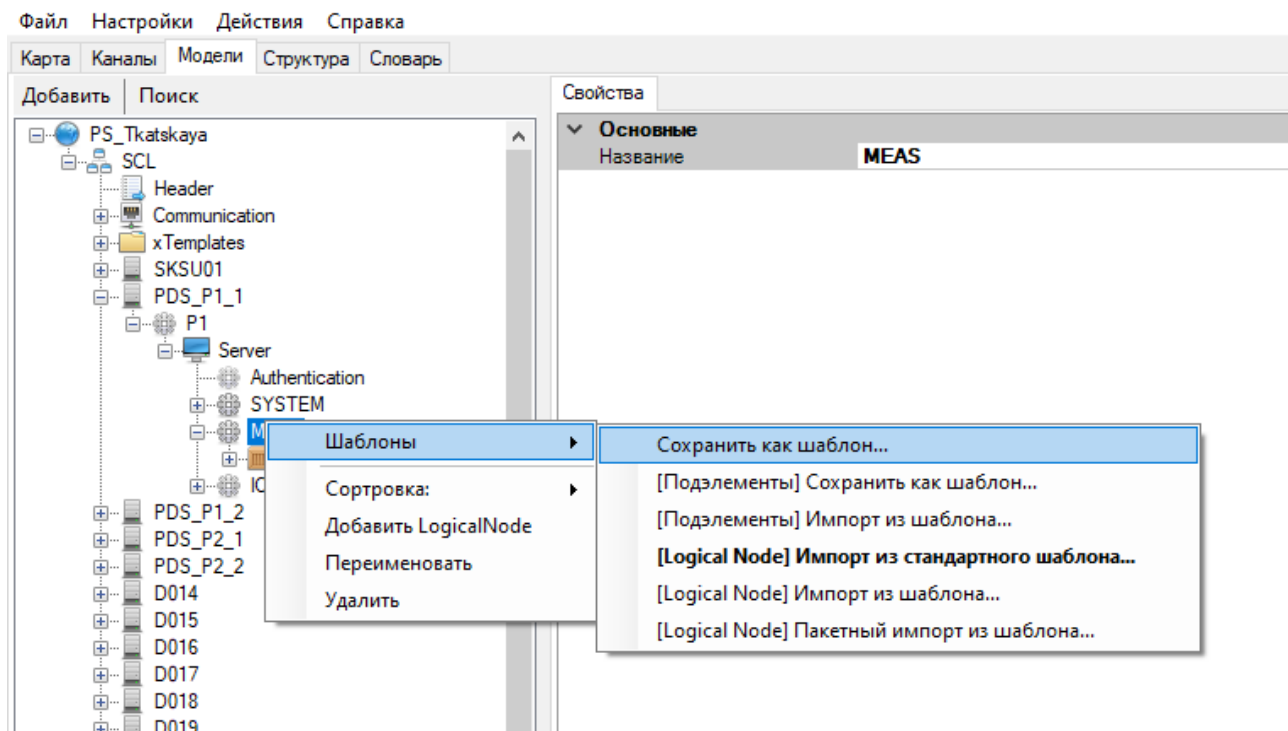 Файл Настройки Действия Справка
Карта Каналы Модели Структура Словарь
Добавить Поиск
Свойства
PS_Tkatskaya
SCL
Header
Communication
xTemplates
SKSU01
PDS_P1_1
P1
Server
Authentication
SYSTEM
M
IC
PDS_P1_2
PDS_P2_1
PDS_P2_2
D014
D015
D016
D017
D018
D019
Основные
Название MEAS
Шаблоны
Сортровка:
Добавить LogicalNode
Переименовать
Удалить
Сохранить как шаблон...
[Подэлементы] Сохранить как шаблон...
[Подэлементы] Импорт из шаблона...
[Logical Node] Импорт из стандартного шаблона...
[Logical Node] Импорт из шаблона...
[Logical Node] Пакетный импорт из шаблона...